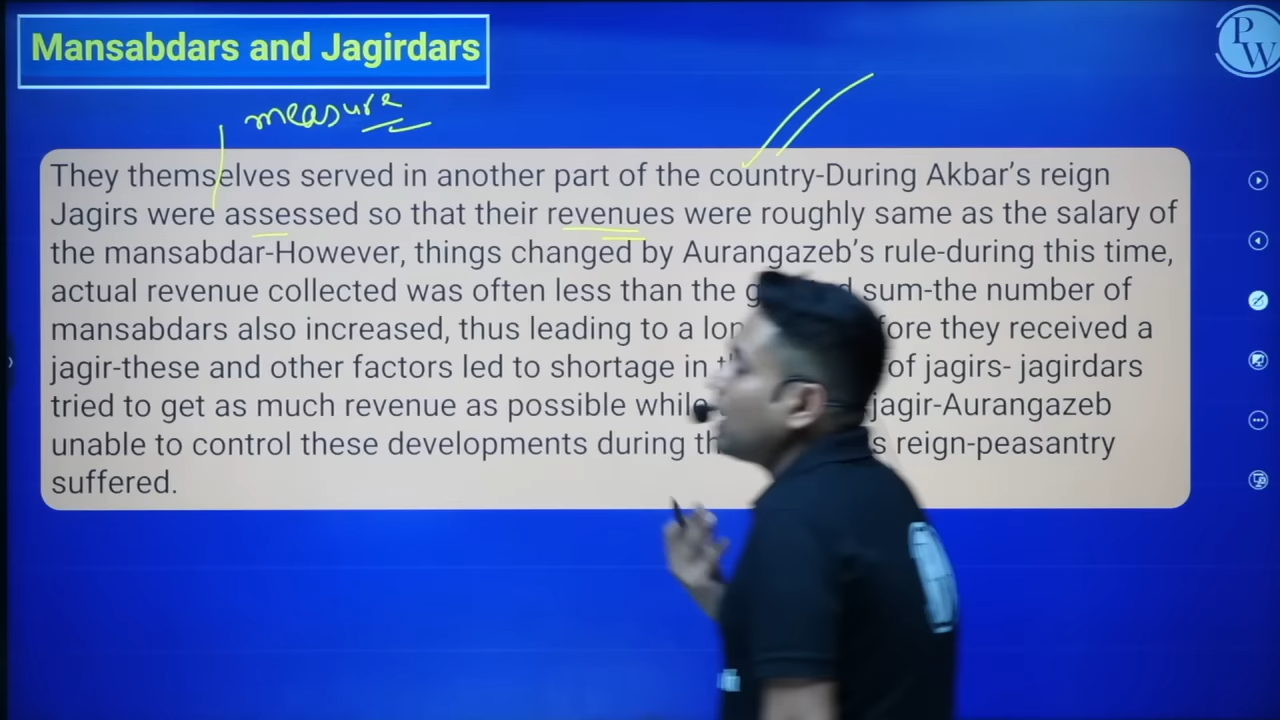 Mansabdars and Jagirdars
PW
measure
They themselves served in another part of the country-During Akbar's reign
Jagirs were assessed so that their revenues were roughly same as the salary of
the mansabdar-However, things changed by Aurangazeb's rule-during this time,
actual revenue collected was often less than the sum-the number of
mansabdars also increased, thus leading to a they received a
jagir-these and other factors led to shortage in of jagirs- jagirdars
tried to get as much revenue as possible jagir-Aurangazeb
unable to control these developments during reign-peasantry
suffered.